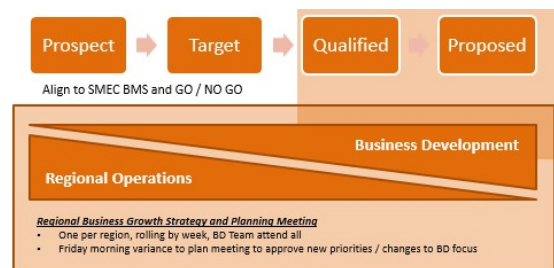 Prospect
Target
Qualified
Proposed
Align to SMEC BMS and GO / NO GO
Business Development
Regional Operations
Regional Business Growth Strategy and Planning Meeting
• One per region, rolling by week, BD Team attend all
• Friday morning variance to plan meeting to approve new priorities / changes to BD focus